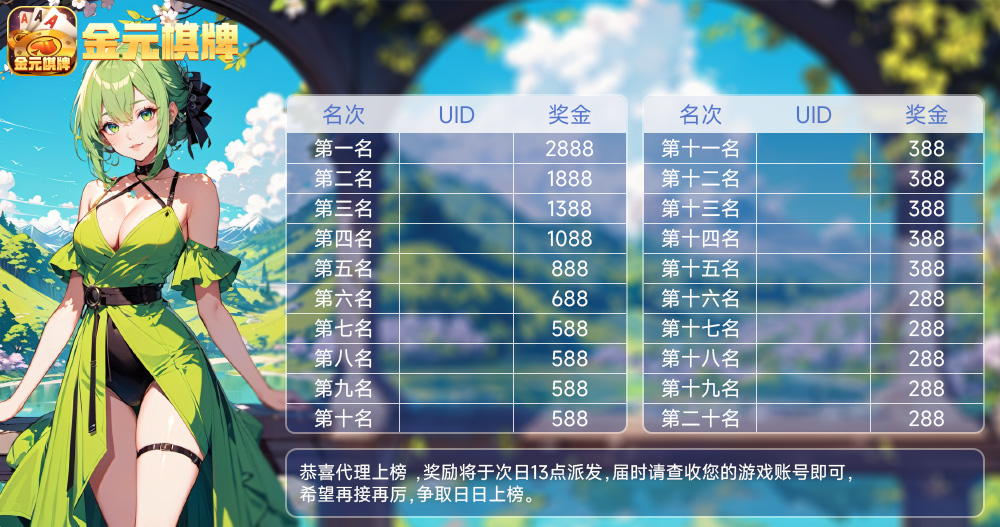 AAA
金元棋牌
金元棋牌
名次 UID 奖金
第一名 2888
第二名 1888
第三名 1388
第四名 1088
第五名 888
第六名 688
第七名 588
第八名 588
第九名 588
第十名 588
名次 UID 奖金
第十一名 388
第十二名 388
第十三名 388
第十四名 388
第十五名 388
第十六名 288
第十七名 288
第十八名 288
第十九名 288
第二十名 288
恭喜代理上榜 ,奖励将于次日13点派发,届时请查收您的游戏账号即可,
希望再接再厉,争取日日上榜。